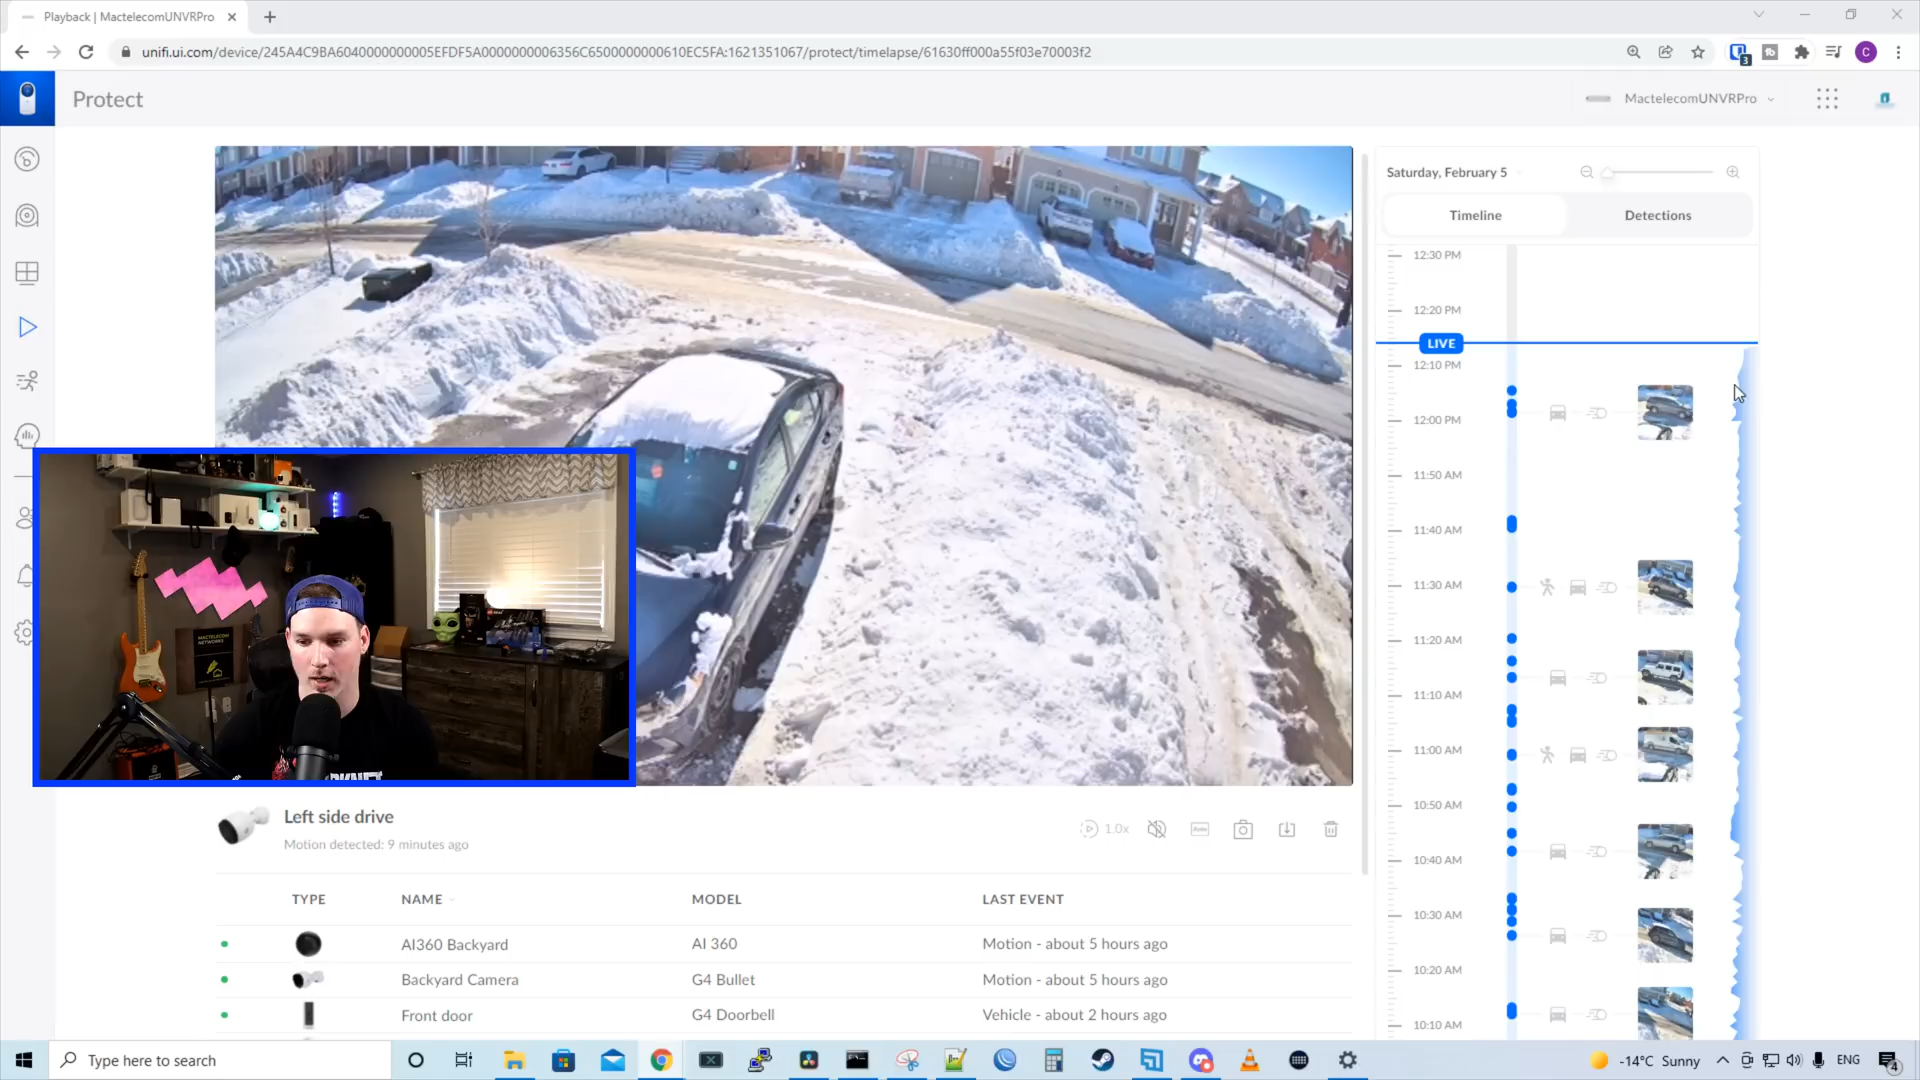 Playback | MactelecomUNVRPro
unifi.ui.com/device/245A4C9BA6040000000005EFDF5A0000000006356C6500000000610EC5FA:1621351067/protect/timelapse/61630ff000a55f03e70003f2
3
C
Protect
MactelecomUNVRPro
Saturday, February 5
Timeline
Detections
12:30 PM
12:20 PM
LIVE
12:10 PM
12:00 PM
11:50 AM
11:40 AM
11:30 AM
11:20 AM
11:10 AM
11:00 AM
10:50 AM
10:40 AM
10:30 AM
10:20 AM
10:10 AM
MACTELECOM
NETWORKS
Left side drive
Motion detected: 9 minutes ago
1.0x
TYPE
NAME
MODEL
LAST EVENT
AI360 Backyard
AI 360
Motion - about 5 hours ago
Backyard Camera
G4 Bullet
Motion - about 5 hours ago
Front door
G4 Doorbell
Vehicle - about 2 hours ago
Type here to search
-14°C Sunny
ENG
4